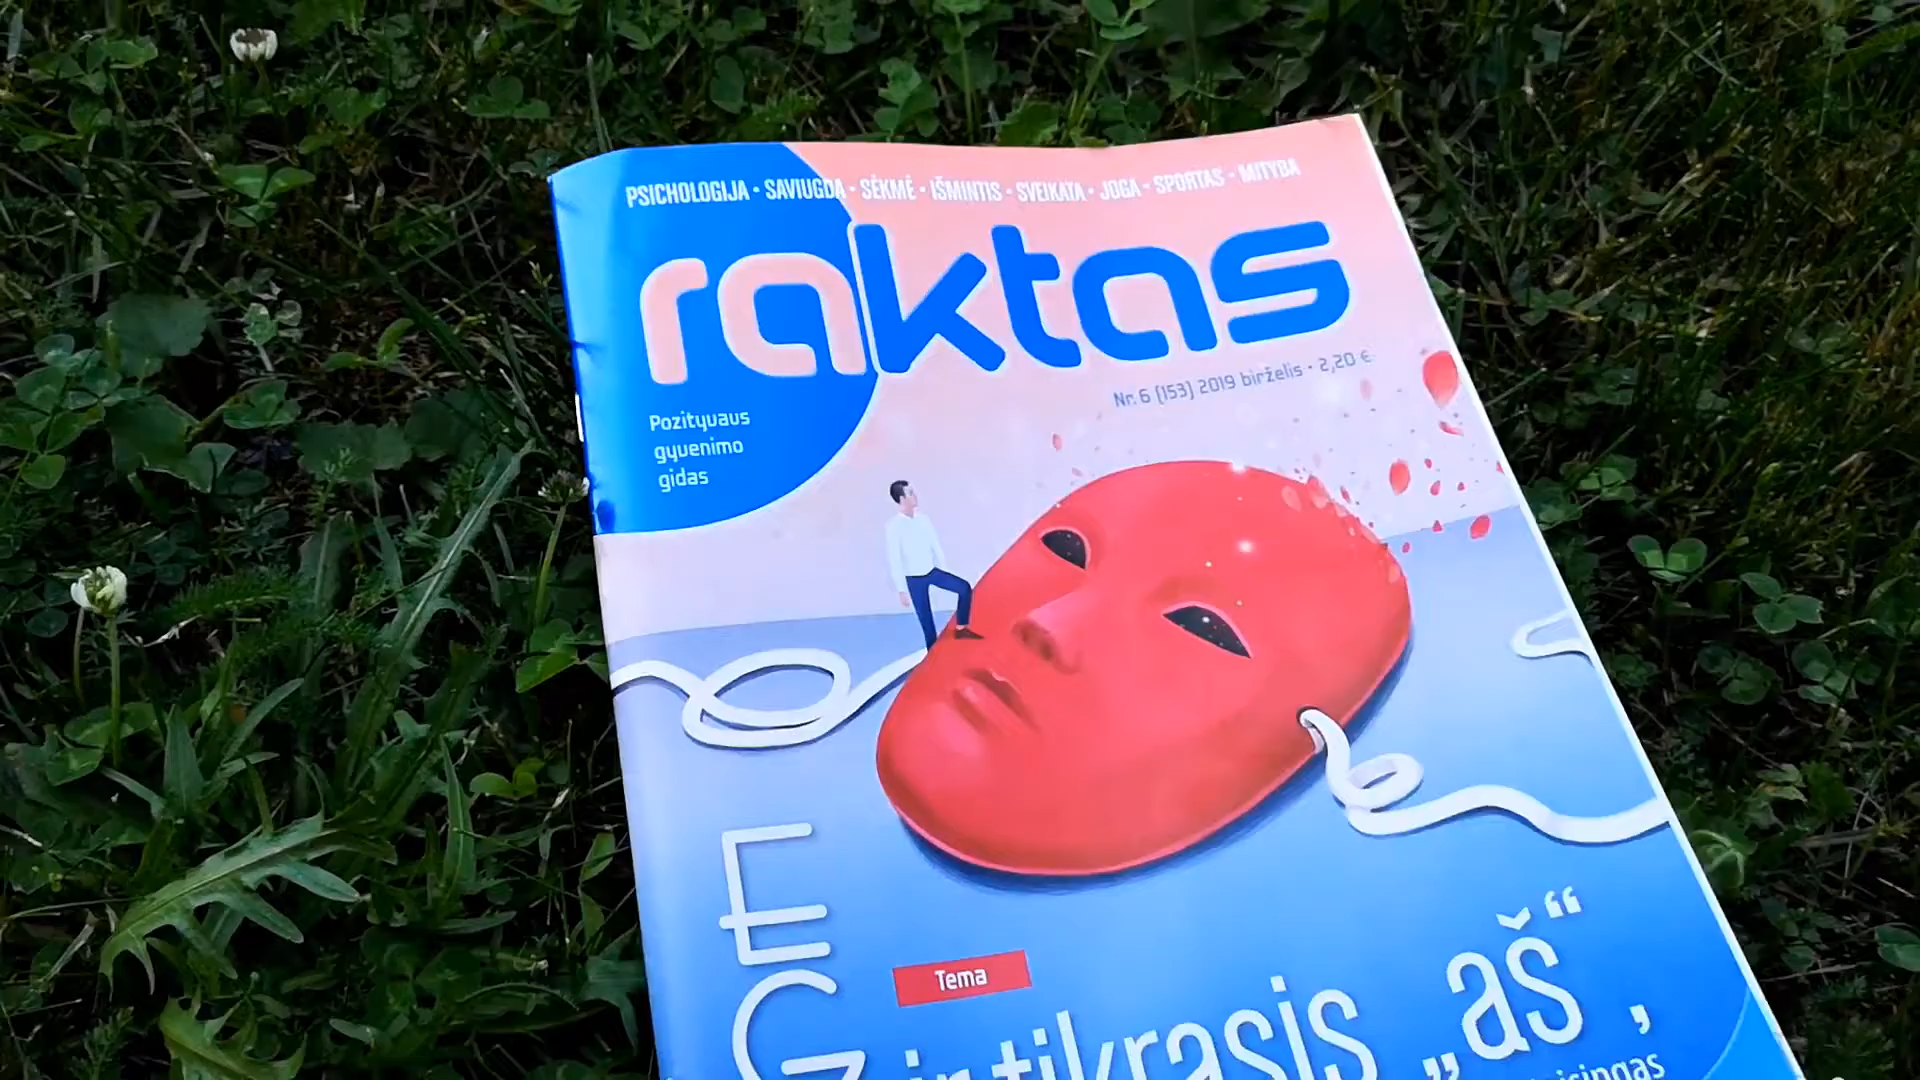 PSICHOLOGIJA • SAVIUGDA • SĖKMĖ • IŠMINTIS • SVEIKATA • JOGA • SPORTAS • MITYBA
raktas
Nr. 6 (153) 2019 birželis • 2,20 €
Pozityvaus
gyvenimo
gidas
Tema
ir tikrasis „aš“,